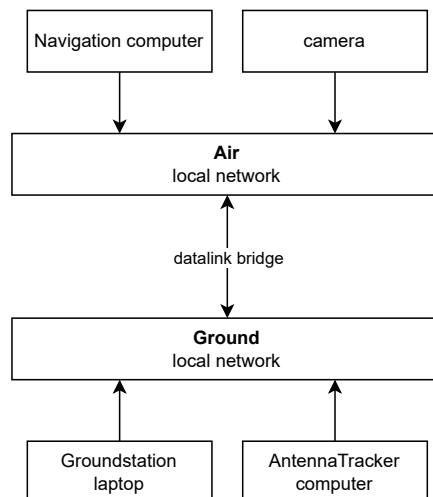 Navigation computer
camera
Air
local network
datalink bridge
Ground
local network
Groundstation
laptop
AntennaTracker
computer